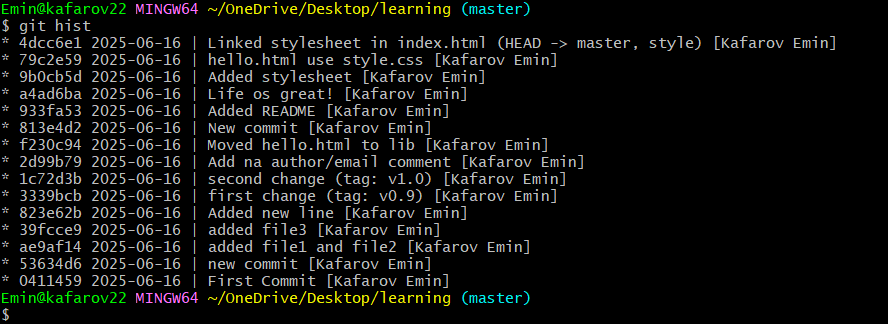 Emin@kafarov22 MINGW64 ~/OneDrive/Desktop/learning (master)
$ git hist
* 4dcc6e1 2025-06-16 | Linked stylesheet in index.html (HEAD -> master, style) [Kafarov Emin]
* 79c2e59 2025-06-16 | hello.html use style.css [Kafarov Emin]
* 9b0cb5d 2025-06-16 | Added stylesheet [Kafarov Emin]
* a4ad6ba 2025-06-16 | Life os great! [Kafarov Emin]
* 933fa53 2025-06-16 | Added README [Kafarov Emin]
* 813e4d2 2025-06-16 | New commit [Kafarov Emin]
* f230c94 2025-06-16 | Moved hello.html to lib [Kafarov Emin]
* 2d99b79 2025-06-16 | Add na author/email comment [Kafarov Emin]
* 1c72d3b 2025-06-16 | second change (tag: v1.0) [Kafarov Emin]
* 3339bcb 2025-06-16 | first change (tag: v0.9) [Kafarov Emin]
* 823e62b 2025-06-16 | Added new line [Kafarov Emin]
* 39fcce9 2025-06-16 | added file3 [Kafarov Emin]
* ae9af14 2025-06-16 | added file1 and file2 [Kafarov Emin]
* 53634d6 2025-06-16 | new commit [Kafarov Emin]
* 0411459 2025-06-16 | First Commit [Kafarov Emin]
Emin@kafarov22 MINGW64 ~/OneDrive/Desktop/learning (master)
$